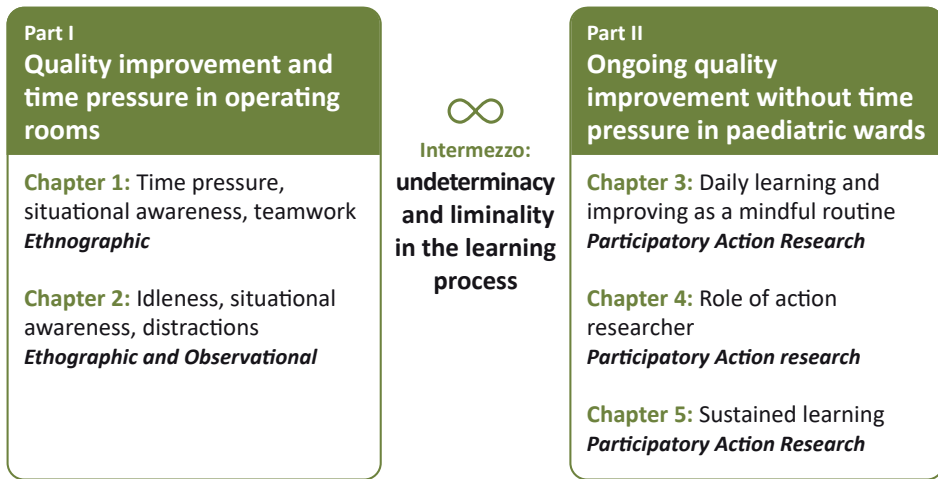 Part I
Quality improvement and
time pressure in operating
rooms
Chapter 1: Time pressure,
situational awareness, teamwork
Ethnographic
Chapter 2: Idleness, situational
awareness, distractions
Ethographic and Observational
Intermezzo:
undeterminacy
and liminality
in the learning
process
Part II
Ongoing quality
improvement without time
pressure in paediatric wards
Chapter 3: Daily learning and
improving as a mindful routine
Participatory Action Research
Chapter 4: Role of action
researcher
Participatory Action research
Chapter 5: Sustained learning
Participatory Action Research